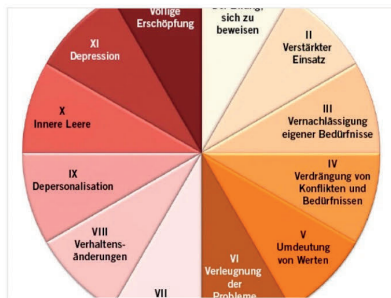 Völlige
Erschöpfung
sich zu
beweisen
II
Verstärkter
Einsatz
III
Vernachlässigung
eigener Bedürfnisse
IV
Verdrängung von
Konflikten und
Bedürfnissen
V
Umdeutung
von Werten
VI
Verleugnung
der
Probleme
VII
VIII
Verhaltens-
änderungen
IX
Depersonalisation
X
Innere Leere
XI
Depression